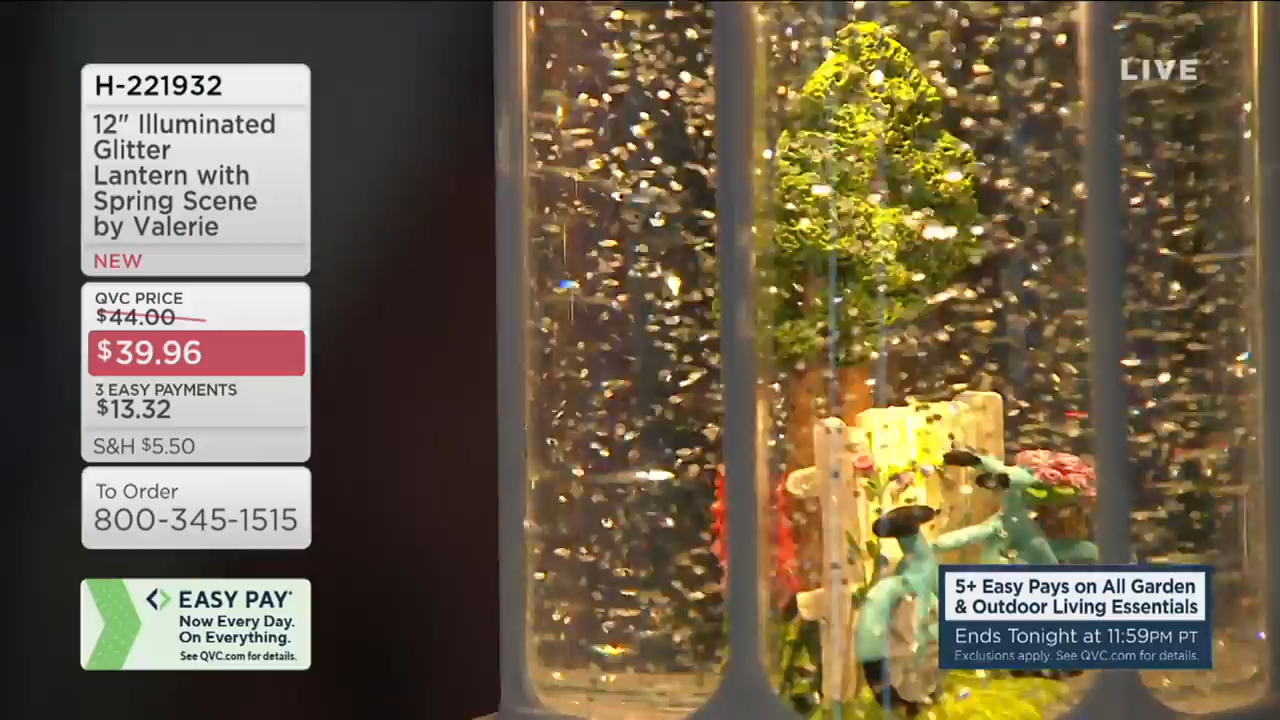 H-221932
12" Illuminated
Glitter
Lantern with
Spring Scene
by Valerie
NEW
QVC PRICE
$44.00
$39.96
3 EASY PAYMENTS
$13.32
S&H $5.50
To Order
800-345-1515
EASY PAY*
Now Every Day.
On Everything.
See QVC.com for details.
LIVE
5+ Easy Pays on All Garden
& Outdoor Living Essentials
Ends Tonight at 11:59PM PT
Exclusions apply. See QVC.com for details.